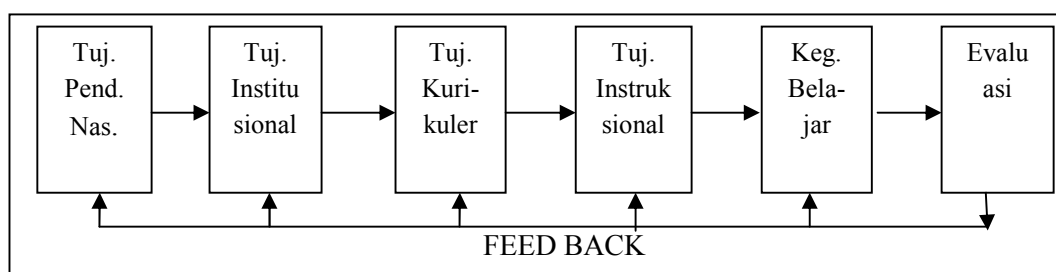 Tuj.
Pend.
Nas.
Tuj.
Institu
sional
Tuj.
Kuri-
kuler
Tuj.
Instruk
sional
Keg.
Bela-
jar
Evalu
asi
FEED BACK